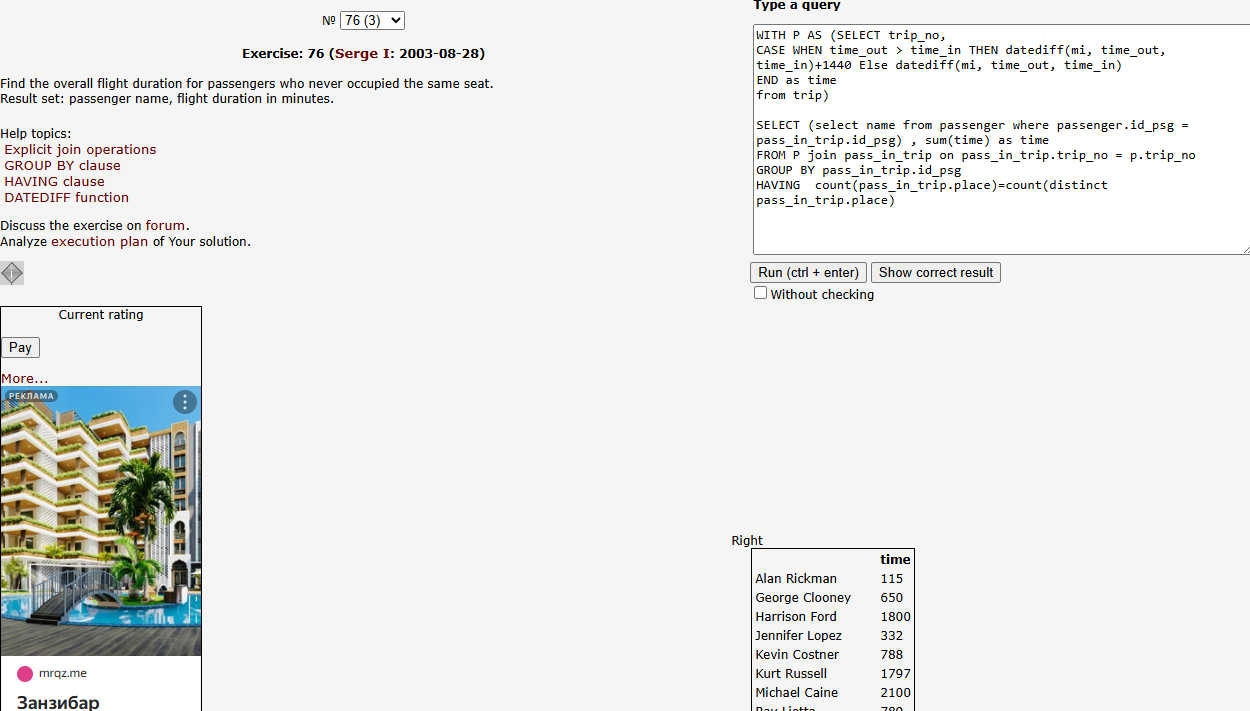 № 76 (3)
Exercise: 76 (Serge I: 2003-08-28)
Find the overall flight duration for passengers who never occupied the same seat.
Result set: passenger name, flight duration in minutes.
Help topics:
Explicit join operations
GROUP BY clause
HAVING clause
DATEDIFF function
Discuss the exercise on forum.
Analyze execution plan of Your solution.
Current rating
Pay
More...
РЕКЛАМА
mrqz.me
Занзибар
Type a query
WITH P AS (SELECT trip_no,
CASE WHEN time_out > time_in THEN datediff(mi, time_out,
time_in)+1440 Else datediff(mi, time_out, time_in)
END as time
from trip)
SELECT (select name from passenger where passenger.id_psg =
pass_in_trip.id_psg) , sum(time) as time
FROM P join pass_in_trip on pass_in_trip.trip_no = p.trip_no
GROUP BY pass_in_trip.id_psg
HAVING  count(pass_in_trip.place)=count(distinct
pass_in_trip.place)
Run (ctrl + enter) Show correct result
Without checking
Right
time
Alan Rickman 115
George Clooney 650
Harrison Ford 1800
Jennifer Lopez 332
Kevin Costner 788
Kurt Russell 1797
Michael Caine 2100